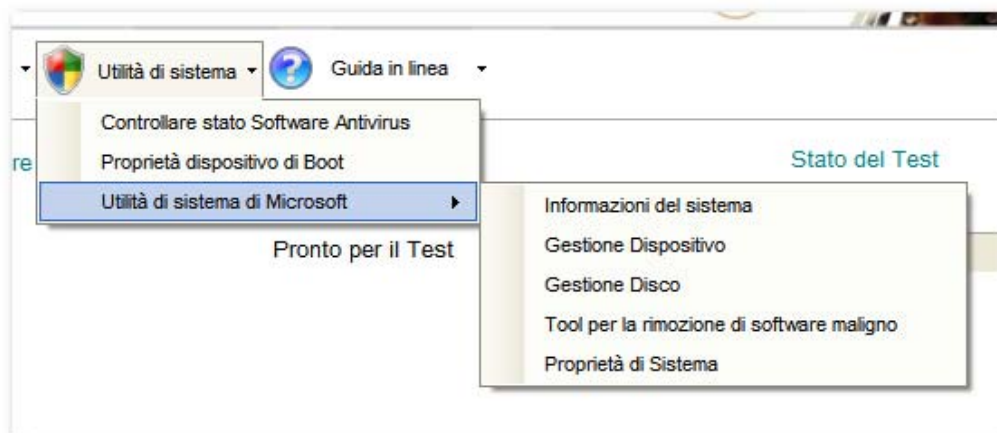 Utilità di sistema
Guida in linea
Controllare stato Software Antivirus
Proprietà dispositivo di Boot
Utilità di sistema di Microsoft
re
Stato del Test
Informazioni del sistema
Gestione Dispositivo
Gestione Disco
Tool per la rimozione di software maligno
Proprietà di Sistema
Pronto per il Test